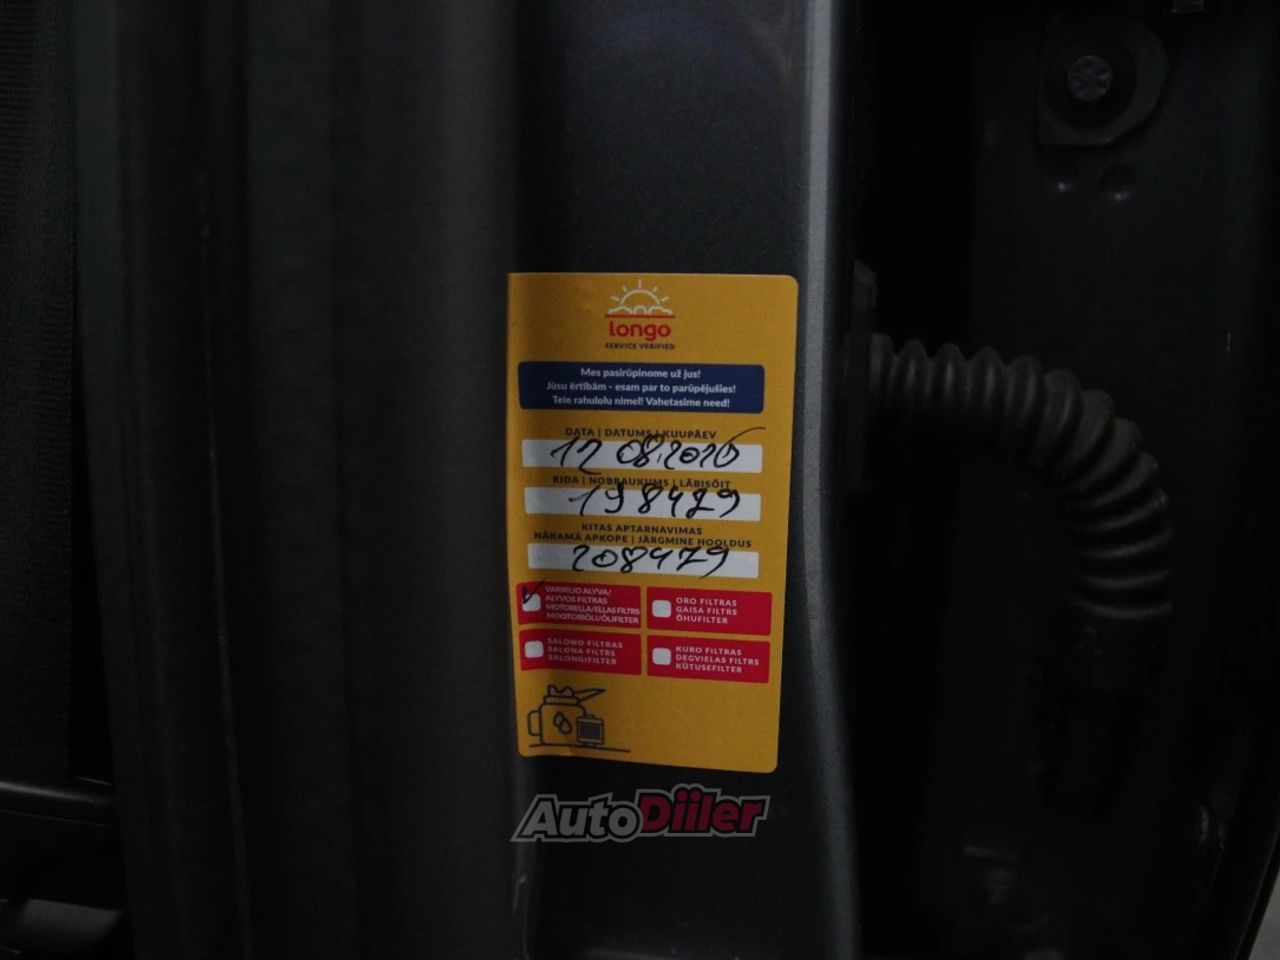 longo
SERVICE VERIFIED
Mes pasirūpinome už jus!
Jūsu ērtībām - esam par to parūpējušies!
Teie rahulolu nimel! Vahetasime need!
DATA | DATUMS | KUUPÄEV
12 08.2020
RIDA | NOBRAUKUMS | LÄBISÕIT
198479
KITAS APTARNAVIMAS
NĀKAMĀ APKOPE | JÄRGMINE HOOLDUS
208479
VARIKLIO ALYVA/
ALYVOS FILTRAS
MOTORELLA/ELLAS FILTRS
MOOTORIÕLI/ÕLIFILTER
ORO FILTRAS
GAISA FILTRS
ÕHUFILTER
SALONO FILTRAS
SALONA FILTRS
SALONGIFILTER
KURO FILTRAS
DEGVIELAS FILTRS
KÜTUSEFILTER
AutoDiiler